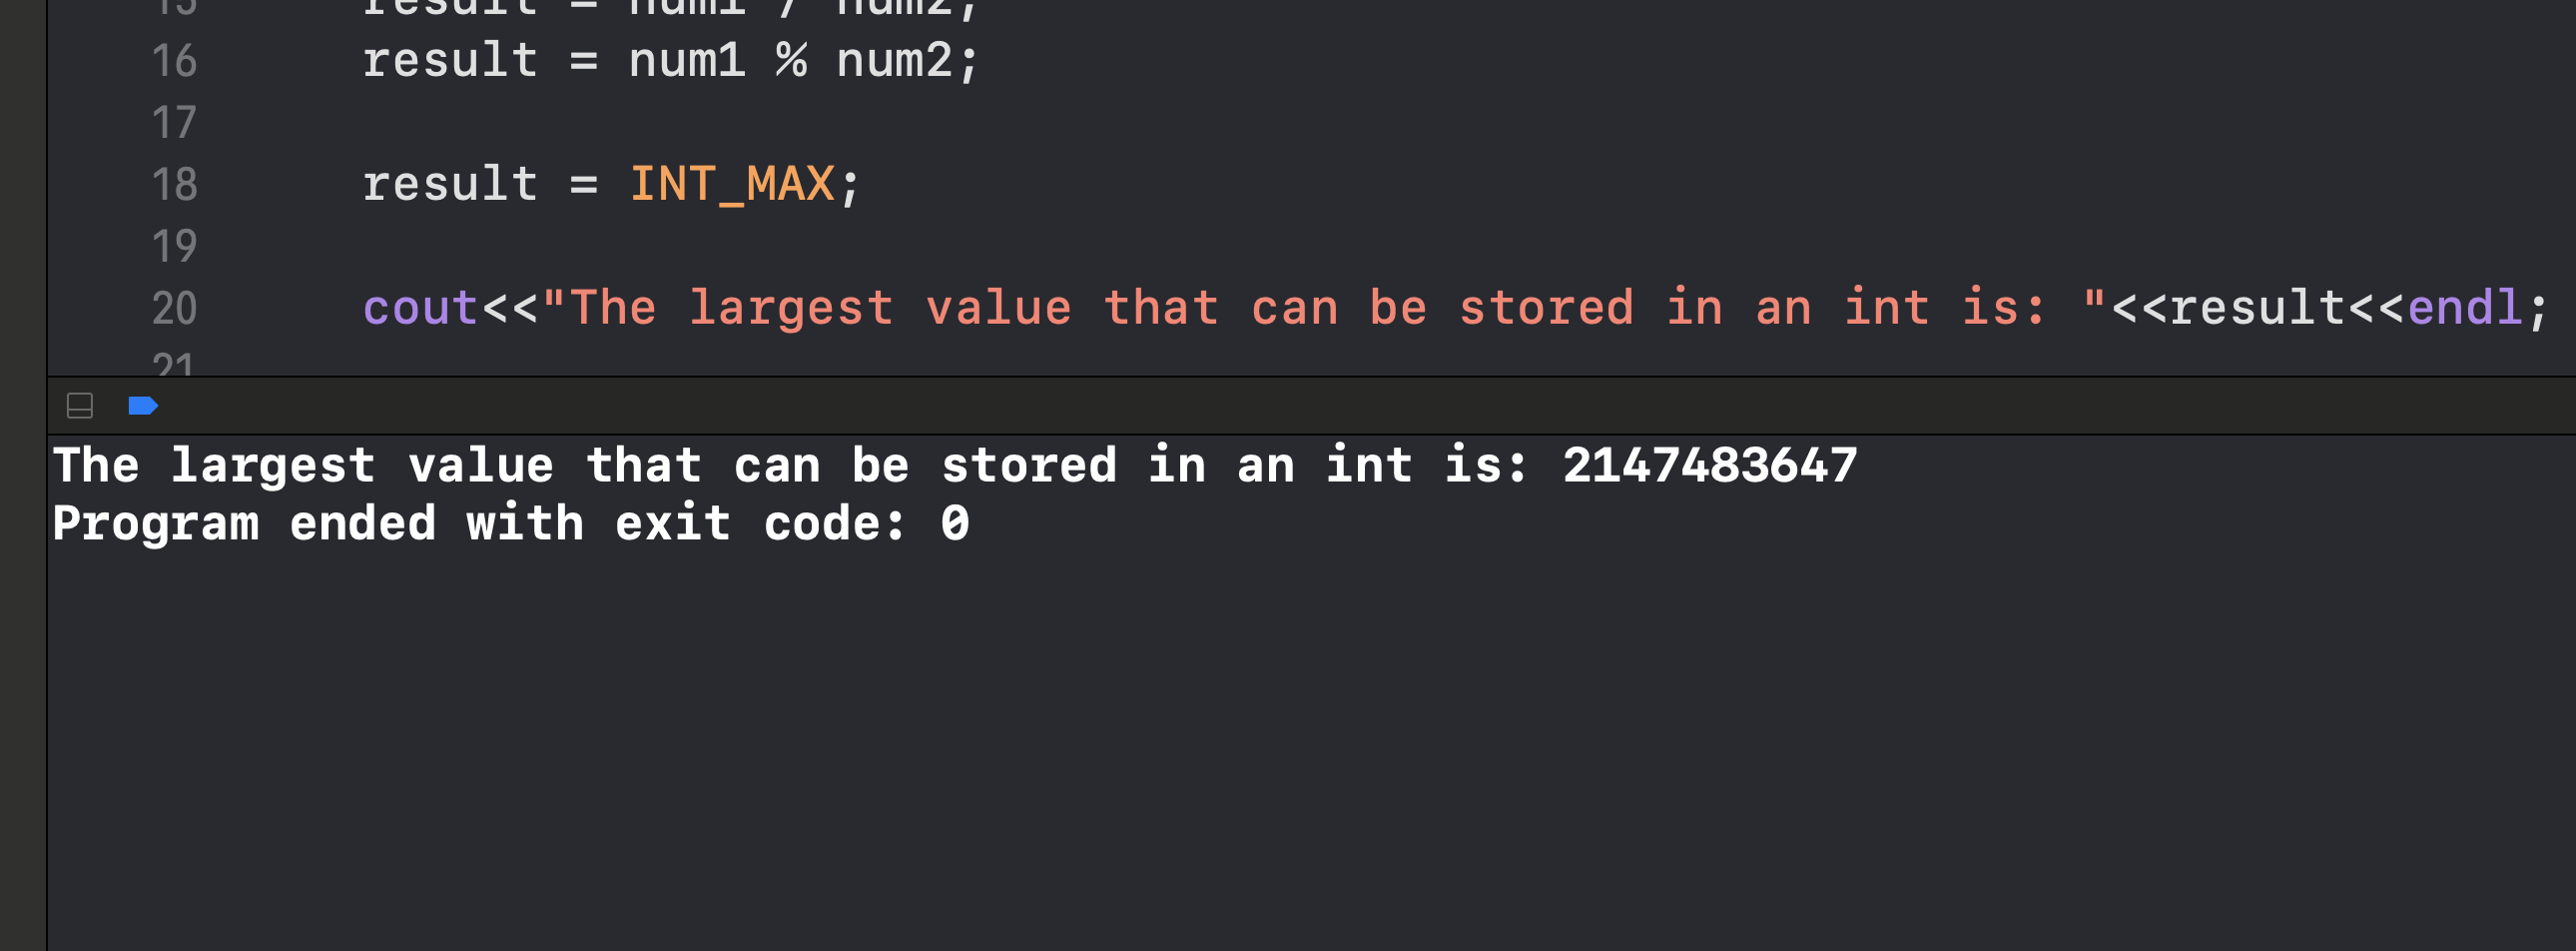 15 result = num1 / num2;
16 result = num1 % num2;
17
18 result = INT_MAX;
19
20 cout<<"The largest value that can be stored in an int is: "<<result<<endl;
21
The largest value that can be stored in an int is: 2147483647
Program ended with exit code: 0